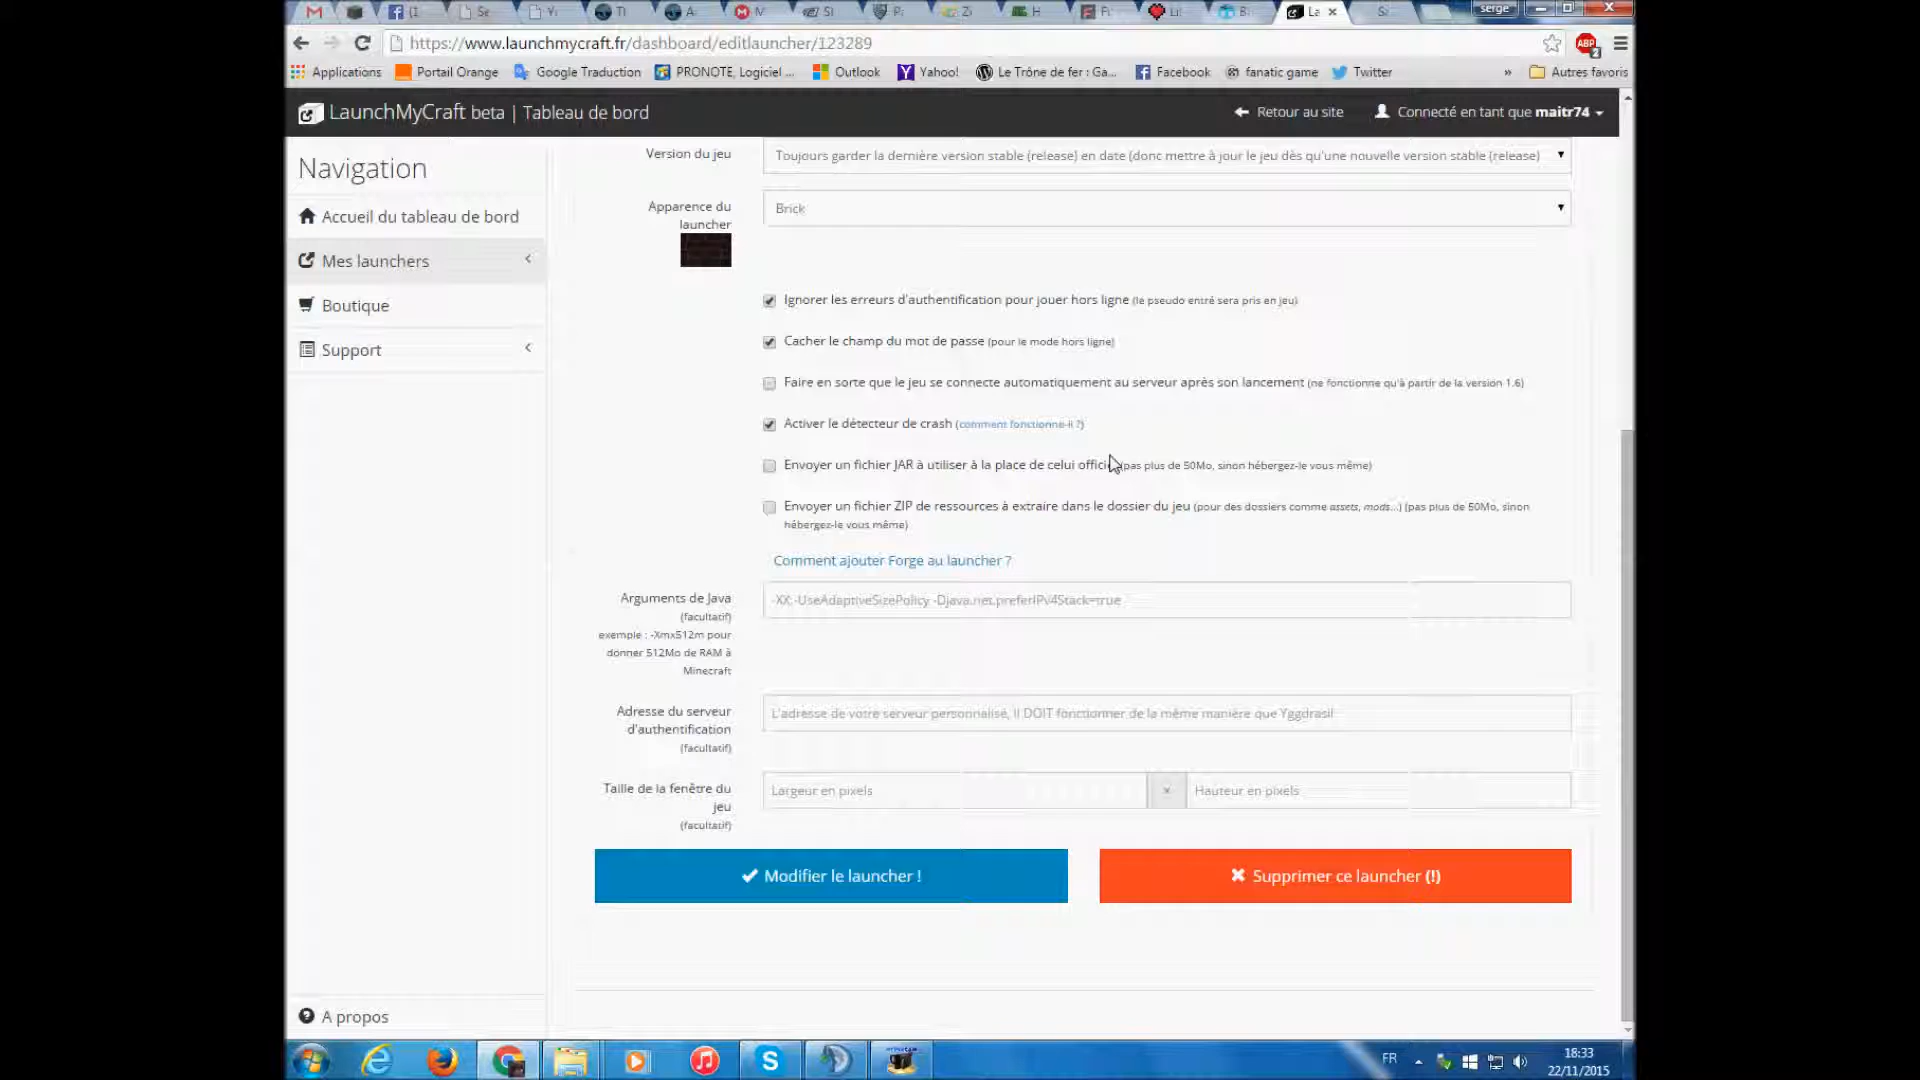 serge
https://www.launchmycraft.fr/dashboard/editlauncher/123289
ABP
Applications Portail Orange Google Traduction PRONOTE, Logiciel ... Outlook Yahoo! Le Trône de fer : Ga... Facebook fanatic game Twitter » Autres favoris
LaunchMyCraft beta | Tableau de bord
Retour au site
Connecté en tant que maitr74
Navigation
Accueil du tableau de bord
Mes launchers
Boutique
Support
A propos
Version du jeu
Toujours garder la dernière version stable (release) en date (donc mettre à jour le jeu dès qu'une nouvelle version stable (release)
Apparence du
launcher
Brick
Ignorer les erreurs d'authentification pour jouer hors ligne (le pseudo entré sera pris en jeu)
Cacher le champ du mot de passe (pour le mode hors ligne)
Faire en sorte que le jeu se connecte automatiquement au serveur après son lancement (ne fonctionne qu'à partir de la version 1.6)
Activer le détecteur de crash (comment fonctionne-il ?)
Envoyer un fichier JAR à utiliser à la place de celui offici (pas plus de 50Mo, sinon hébergez-le vous même)
Envoyer un fichier ZIP de ressources à extraire dans le dossier du jeu (pour des dossiers comme assets, mods...) (pas plus de 50Mo, sinon
hébergez-le vous même)
Comment ajouter Forge au launcher ?
Arguments de Java
(facultatif)
exemple : -Xmx512m pour
donner 512Mo de RAM à
Minecraft
-XX:-UseAdaptiveSizePolicy -Djava.net.preferIPv4Stack=true
Adresse du serveur
d'authentification
(facultatif)
L'adresse de votre serveur personnalisé, il DOIT fonctionner de la même manière que Yggdrasil
Taille de la fenêtre du
jeu
(facultatif)
Largeur en pixels
×
Hauteur en pixels
Modifier le launcher !
Supprimer ce launcher (!)
FR
18:33
22/11/2015